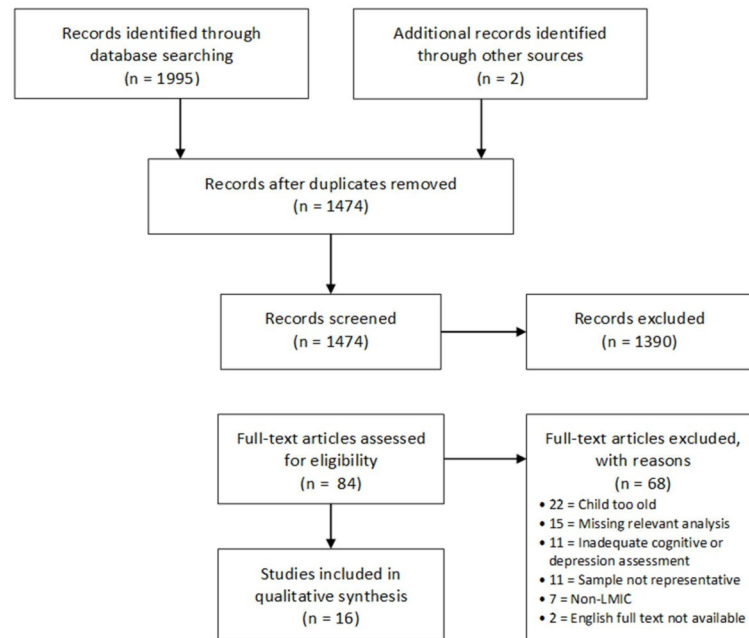 Records identified through
database searching
(n = 1995)
Additional records identified
through other sources
(n = 2)
Records after duplicates removed
(n = 1474)
Records screened
(n = 1474)
Records excluded
(n = 1390)
Full-text articles assessed
for eligibility
(n = 84)
Full-text articles excluded,
with reasons
(n = 68)
• 22 = Child too old
• 15 = Missing relevant analysis
• 11 = Inadequate cognitive or
depression assessment
• 11 = Sample not representative
• 7 = Non-LMIC
• 2 = English full text not available
Studies included in
qualitative synthesis
(n = 16)